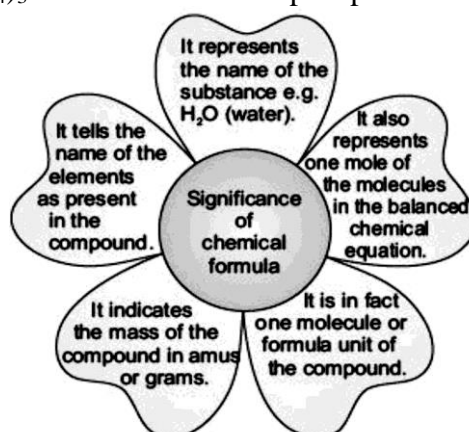 It represents
the name of the
substance e.g.
H₂O (water).
It also
represents
one mole of
the molecules
in the balanced
chemical
equation.
It is in fact
one molecule or
formula unit of
the compound.
It indicates
the mass of the
compound in amus
or grams.
It tells the
name of the
elements
as present
in the
compound.
Significance
of
chemical
formula